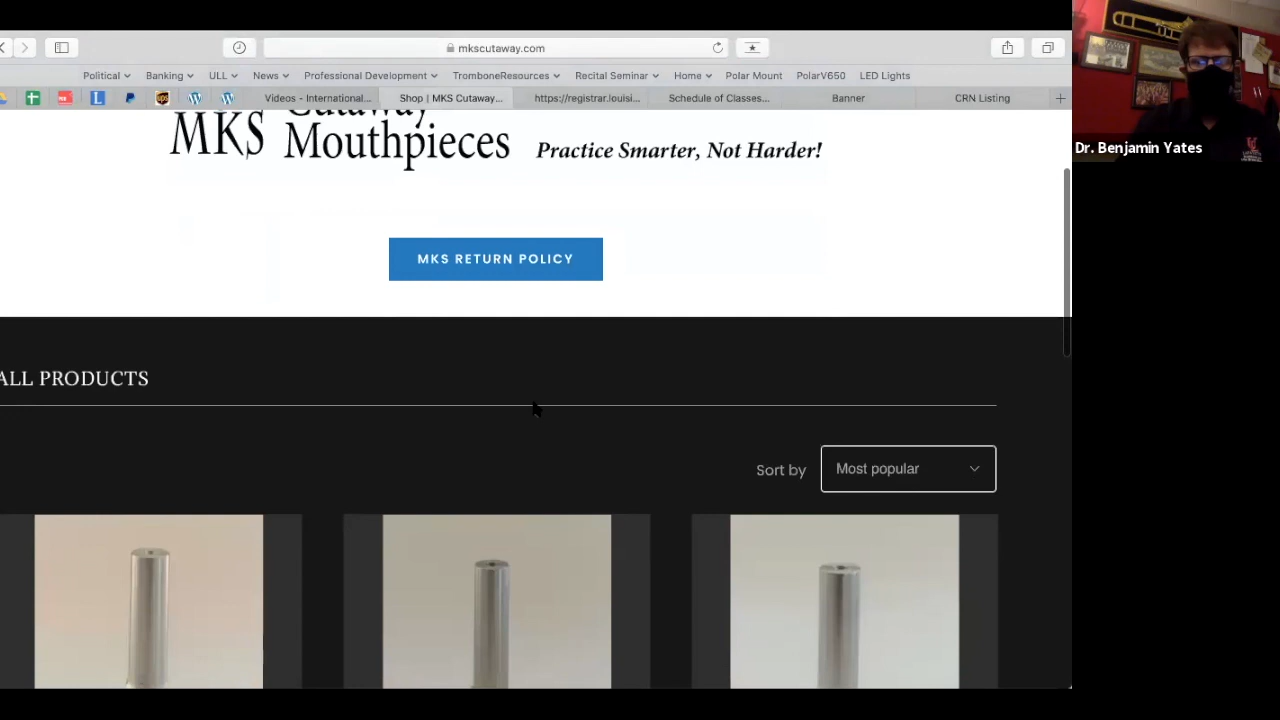 mkscutaway.com
Political
Banking
ULL
News
Professional Development
TromboneResources
Recital Seminar
Home
Polar Mount
PolarV650
LED Lights
Videos - International...
Shop | MKS Cutaway...
https://registrar.louisi...
Schedule of Classes...
Banner
CRN Listing
Cutaway
MKS Mouthpieces
Practice Smarter, Not Harder!
MKS RETURN POLICY
ALL PRODUCTS
Sort by
Most popular
Dr. Benjamin Yates